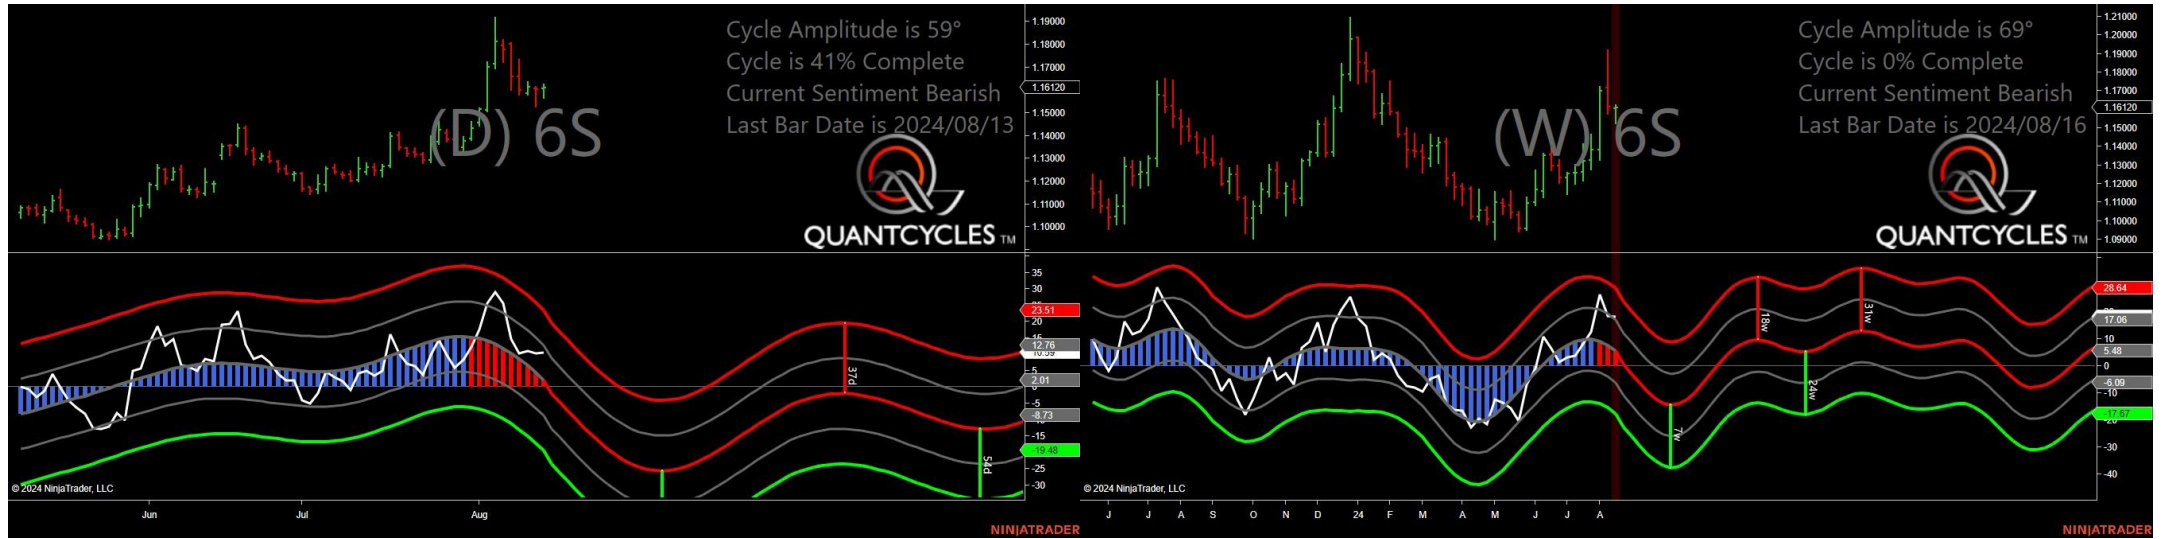 Cycle Amplitude is 59°
Cycle is 41% Complete
Current Sentiment Bearish
Last Bar Date is 2024/08/13
(D) 6S
QUANTCYCLES TM
1.19000
1.18000
1.17000
1.16120
1.15000
1.14000
1.13000
1.12000
1.11000
1.10000
35
30
23.51
20
15
12.76
10.59
5
2.01
-5
-8.73
-15
-19.48
-25
-30
37d
54d
© 2024 NinjaTrader, LLC
Jun Jul Aug
NINJATRADER
Cycle Amplitude is 69°
Cycle is 0% Complete
Current Sentiment Bearish
Last Bar Date is 2024/08/16
(W) 6S
QUANTCYCLES TM
1.21000
1.20000
1.19000
1.18000
1.17000
1.16120
1.15000
1.14000
1.13000
1.12000
1.11000
1.10000
1.09000
28.64
17.06
10
5.48
0
-6.09
-10
-17.67
-30
-40
18w
31w
24w
7w
© 2024 NinjaTrader, LLC
J J A S O N D 24 F M A M J J A
NINJATRADER